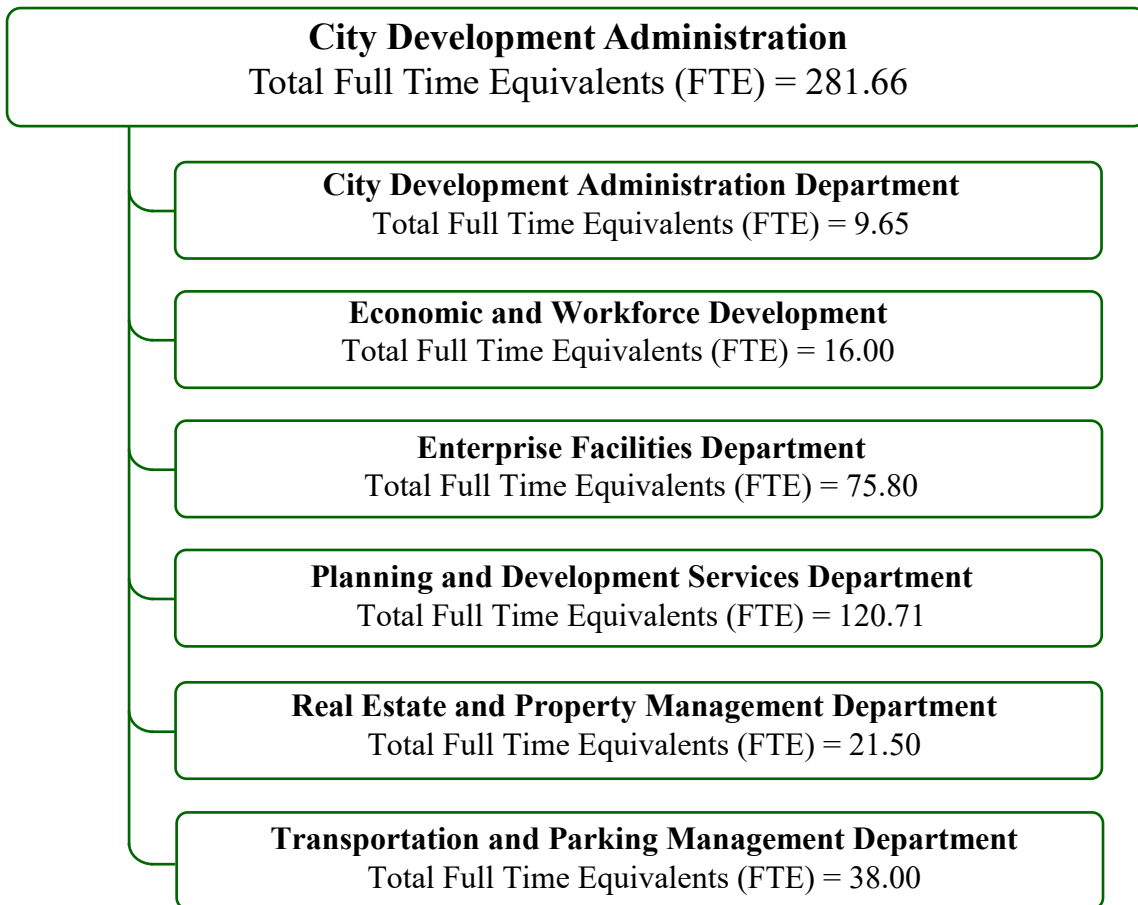 City Development Administration
Total Full Time Equivalents (FTE) = 281.66
City Development Administration Department
Total Full Time Equivalents (FTE) = 9.65
Economic and Workforce Development
Total Full Time Equivalents (FTE) = 16.00
Enterprise Facilities Department
Total Full Time Equivalents (FTE) = 75.80
Planning and Development Services Department
Total Full Time Equivalents (FTE) = 120.71
Real Estate and Property Management Department
Total Full Time Equivalents (FTE) = 21.50
Transportation and Parking Management Department
Total Full Time Equivalents (FTE) = 38.00